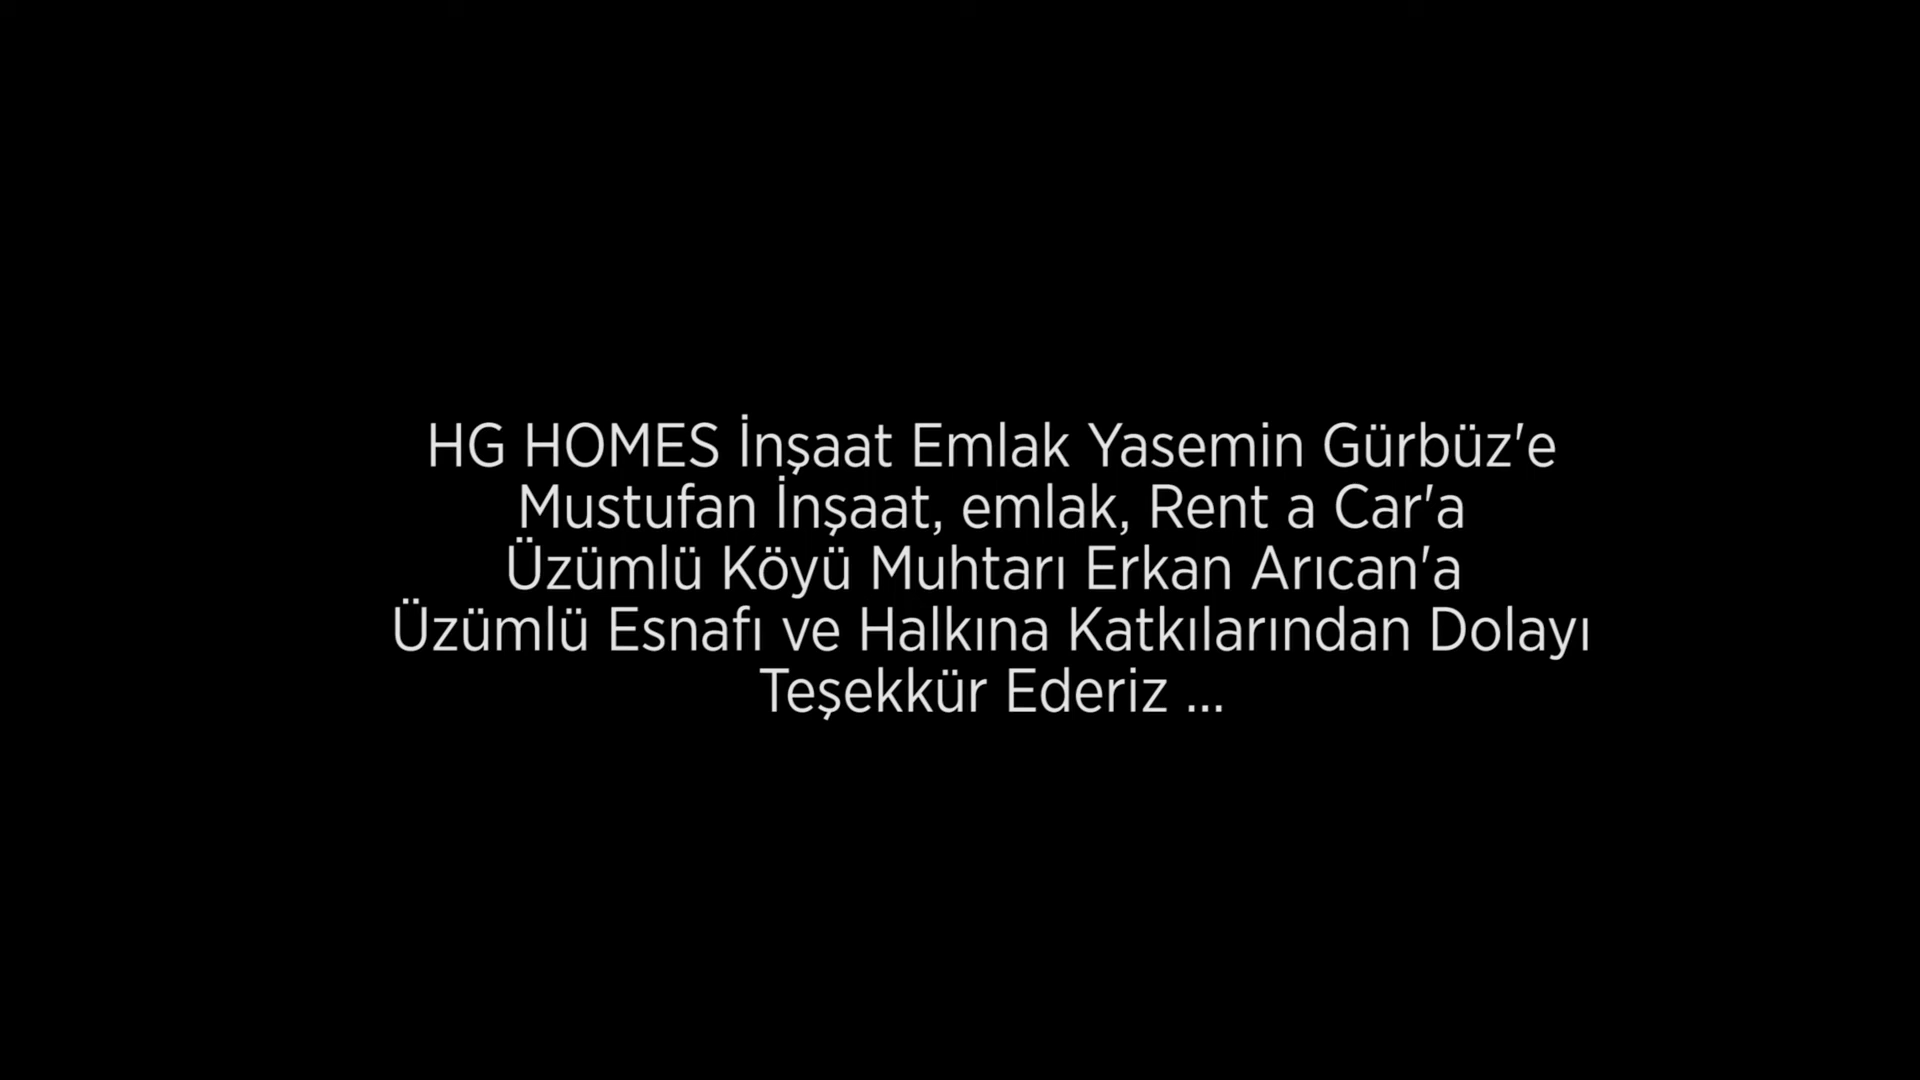 HG HOMES İnşaat Emlak Yasemin Gürbüz'e
Mustufan İnşaat, emlak, Rent a Car'a
Üzümlü Köyü Muhtarı Erkan Arıcan'a
Üzümlü Esnafı ve Halkına Katkılarından Dolayı
Teşekkür Ederiz ...